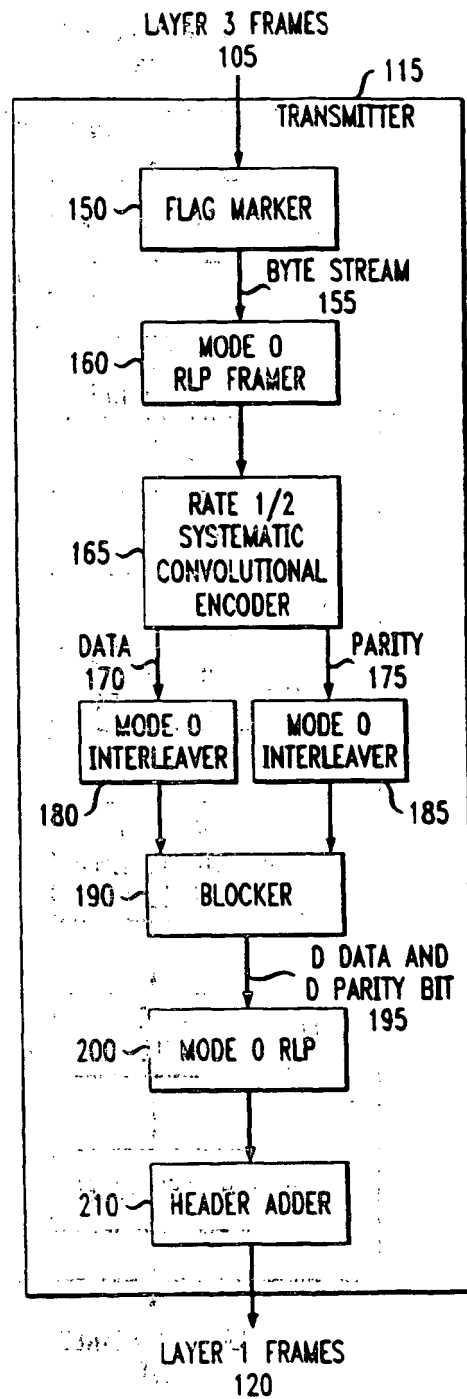 LAYER 3 FRAMES
105
115
TRANSMITTER
150
FLAG MARKER
BYTE STREAM
155
160
MODE 0
RLP FRAMER
165
RATE 1/2
SYSTEMATIC
CONVOLUTIONAL
ENCODER
DATA
170
PARITY
175
MODE 0
INTERLEAVER
180
MODE 0
INTERLEAVER
185
190
BLOCKER
D DATA AND
D PARITY BIT
195
200
MODE 0 RLP
210
HEADER ADDER
LAYER 1 FRAMES
120